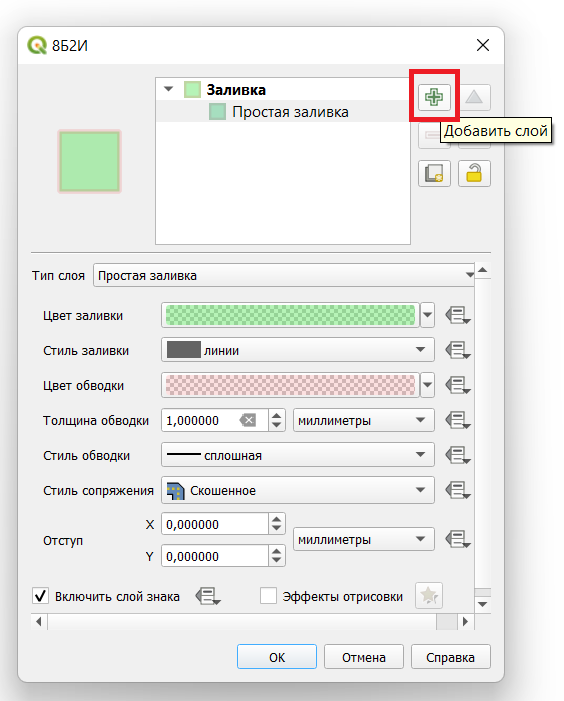 8Б2И
Заливка
Простая заливка
Добавить слой
Тип слоя Простая заливка
Цвет заливки
Стиль заливки линии
Цвет обводки
Толщина обводки 1,000000 миллиметры
Стиль обводки сплошная
Стиль сопряжения Скошенное
Отступ X 0,000000 миллиметры
Y 0,000000
Включить слой знака Эффекты отрисовки
OK Отмена Справка